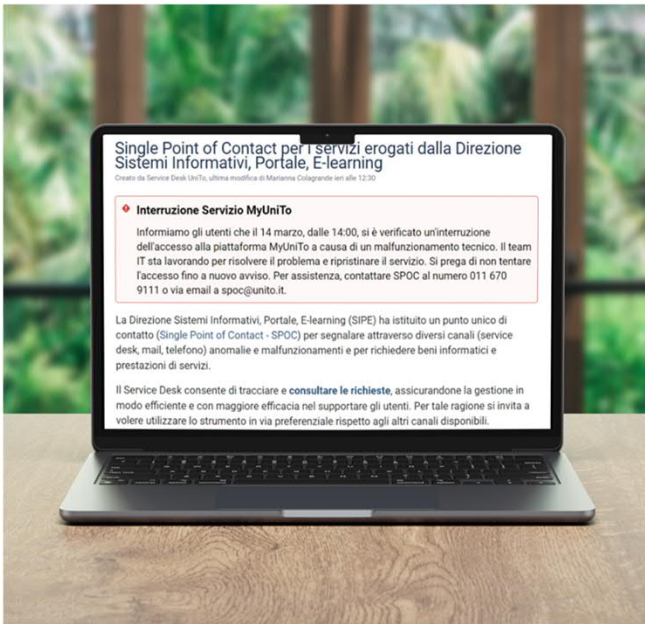 Single Point of Contact per i servizi erogati dalla Direzione
Sistemi Informativi, Portale, E-learning
Creato da Service Desk UniTo, ultima modifica di Marianna Colagrande ieri alle 12:30
Interruzione Servizio MyUniTo
Informiamo gli utenti che il 14 marzo, dalle 14:00, si è verificato un'interruzione
dell'accesso alla piattaforma MyUniTo a causa di un malfunzionamento tecnico. Il team
IT sta lavorando per risolvere il problema e ripristinare il servizio. Si prega di non tentare
l'accesso fino a nuovo avviso. Per assistenza, contattare SPOC al numero 011 670
9111 o via email a spoc@unito.it.
La Direzione Sistemi Informativi, Portale, E-learning (SIPE) ha istituito un punto unico di
contatto (Single Point of Contact - SPOC) per segnalare attraverso diversi canali (service
desk, mail, telefono) anomalie e malfunzionamenti e per richiedere beni informatici e
prestazioni di servizi.
Il Service Desk consente di tracciare e consultare le richieste, assicurandone la gestione in
modo efficiente e con maggiore efficacia nel supportare gli utenti. Per tale ragione si invita a
volere utilizzare lo strumento in via preferenziale rispetto agli altri canali disponibili.